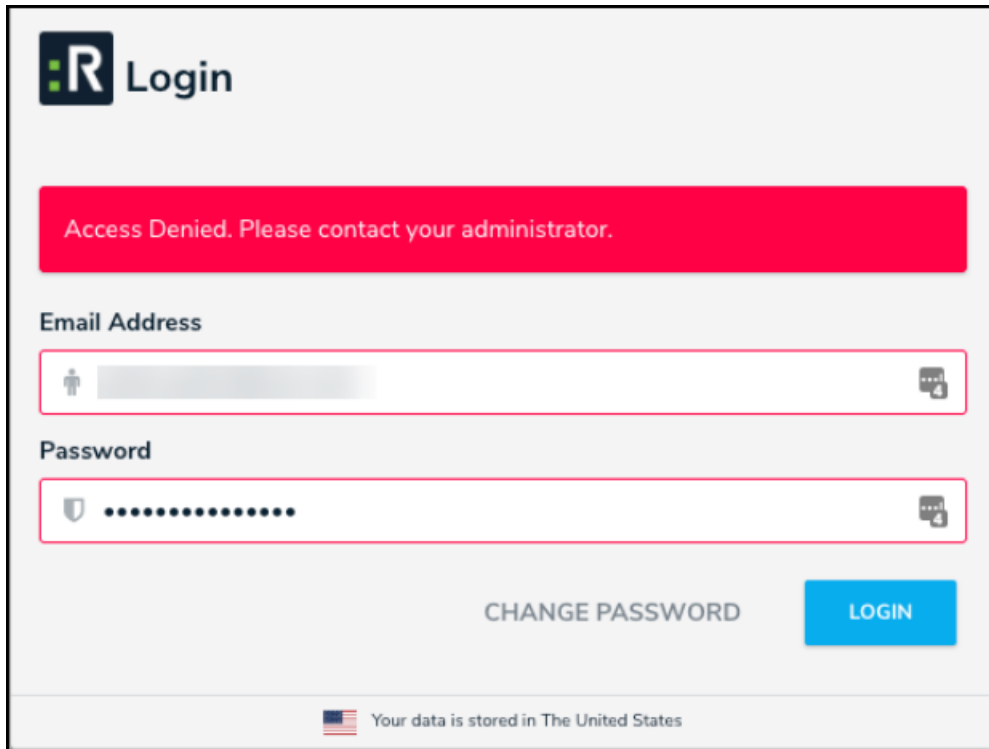 :R Login
Access Denied. Please contact your administrator.
Email Address
Password
•••••••••••••••
CHANGE PASSWORD
LOGIN
Your data is stored in The United States